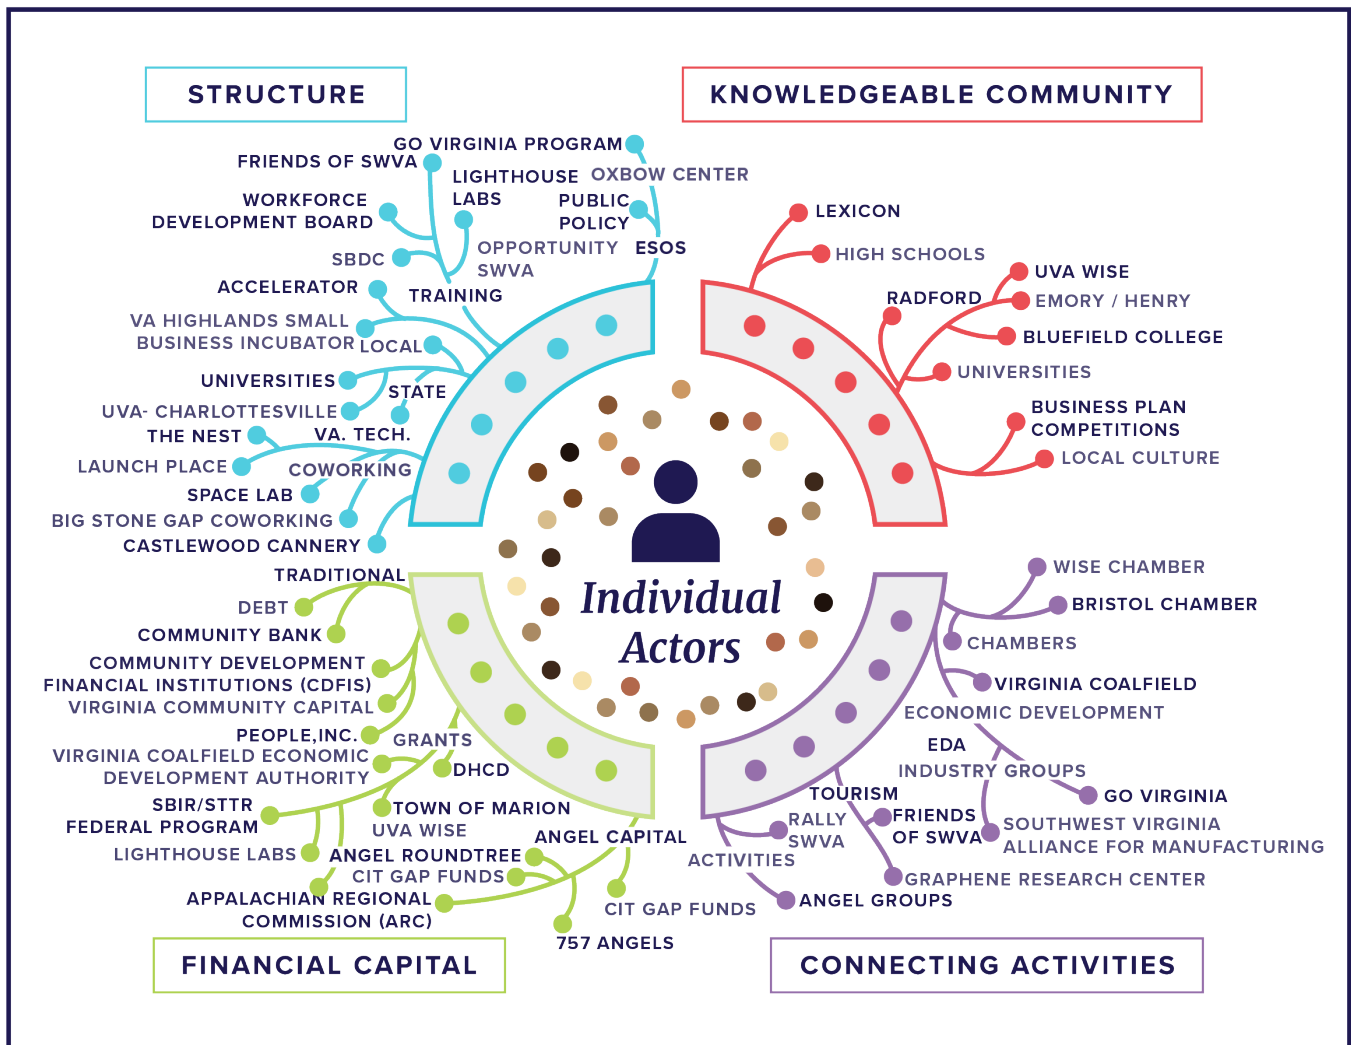 STRUCTURE
GO VIRGINIA PROGRAM
FRIENDS OF SWVA
LIGHTHOUSE
LABS
OXBOW CENTER
WORKFORCE
DEVELOPMENT BOARD
PUBLIC
POLICY
SBDC
OPPORTUNITY
SWVA
ESOS
ACCELERATOR
TRAINING
VA HIGHLANDS SMALL
BUSINESS INCUBATOR
LOCAL
UNIVERSITIES
STATE
UVA- CHARLOTTESVILLE
THE NEST
VA. TECH.
LAUNCH PLACE
COWORKING
SPACE LAB
BIG STONE GAP COWORKING
CASTLEWOOD CANNERY
KNOWLEDGEABLE COMMUNITY
LEXICON
HIGH SCHOOLS
UVA WISE
RADFORD
EMORY / HENRY
BLUEFIELD COLLEGE
UNIVERSITIES
BUSINESS PLAN
COMPETITIONS
LOCAL CULTURE
Individual
Actors
TRADITIONAL
DEBT
COMMUNITY BANK
COMMUNITY DEVELOPMENT
FINANCIAL INSTITUTIONS (CDFIS)
VIRGINIA COMMUNITY CAPITAL
PEOPLE,INC.
GRANTS
VIRGINIA COALFIELD ECONOMIC
DEVELOPMENT AUTHORITY
DHCD
SBIR/STTR
FEDERAL PROGRAM
TOWN OF MARION
UVA WISE
LIGHTHOUSE LABS
ANGEL CAPITAL
ANGEL ROUNDTREE
CIT GAP FUNDS
APPALACHIAN REGIONAL
COMMISSION (ARC)
CIT GAP FUNDS
757 ANGELS
FINANCIAL CAPITAL
WISE CHAMBER
BRISTOL CHAMBER
CHAMBERS
VIRGINIA COALFIELD
ECONOMIC DEVELOPMENT
EDA
INDUSTRY GROUPS
TOURISM
GO VIRGINIA
RALLY
SWVA
FRIENDS
OF SWVA
SOUTHWEST VIRGINIA
ALLIANCE FOR MANUFACTURING
ACTIVITIES
GRAPHENE RESEARCH CENTER
ANGEL GROUPS
CONNECTING ACTIVITIES